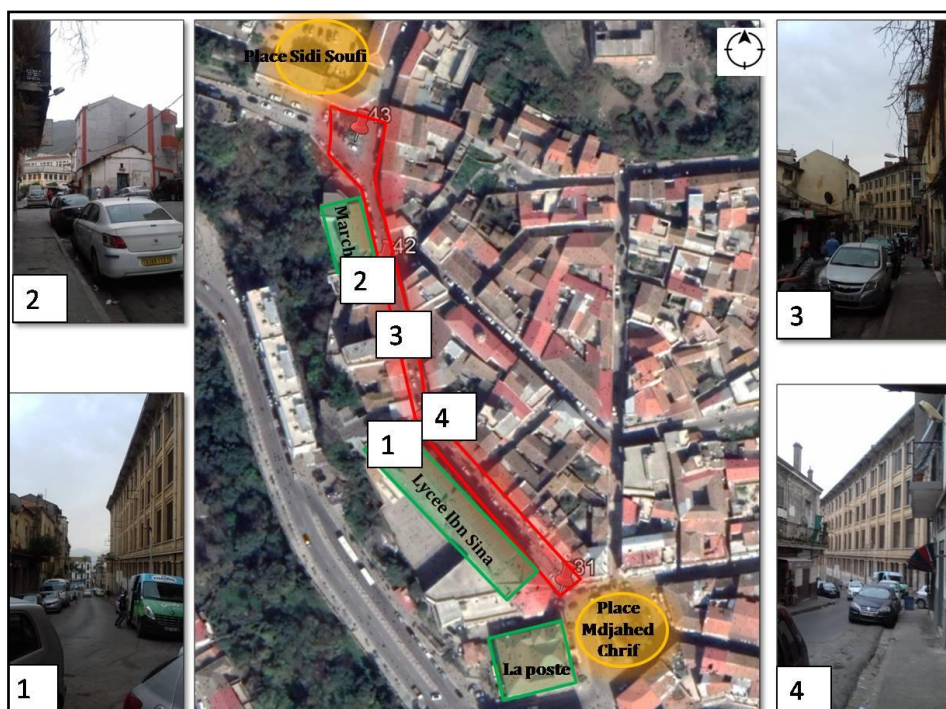 Place Sidi Soufi
43
March
42
2
3
4
1
Lycee Ibn Sina
31
Place
Mdjahed
Chrif
La poste
2
3
1
4